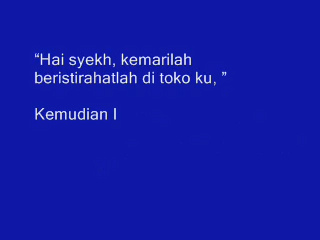 “Hai syekh, kemarilah
beristirahatlah di toko ku, ”
Kemudian I